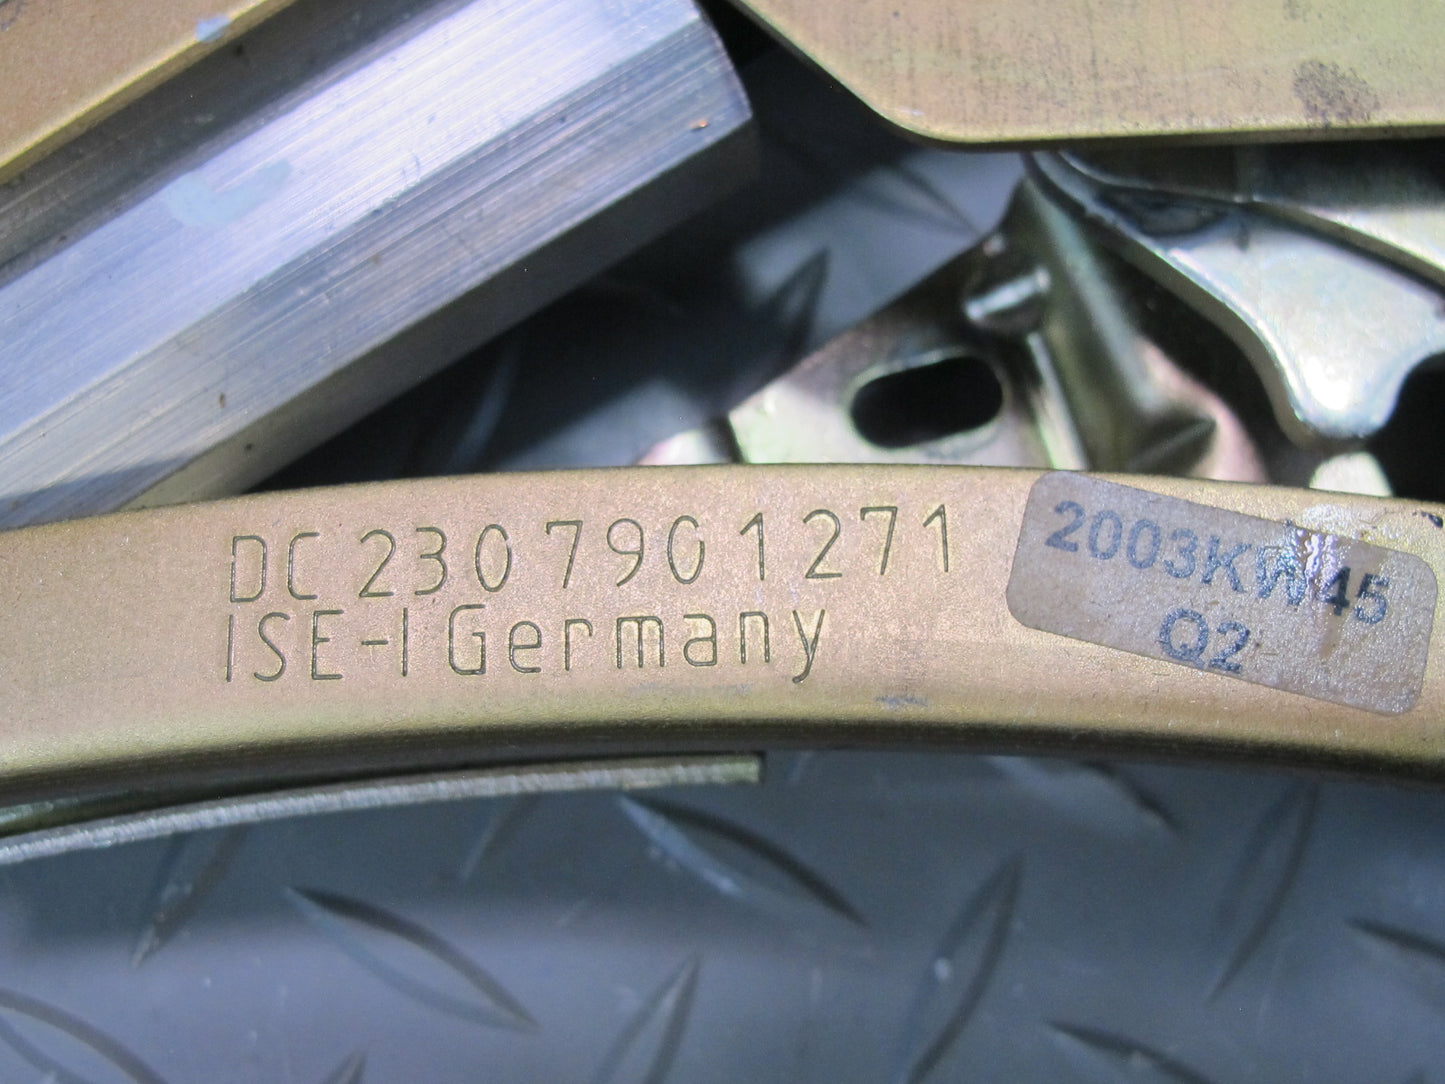 DC 230 790 1271
ISE-I Germany
2003KW45
Q2